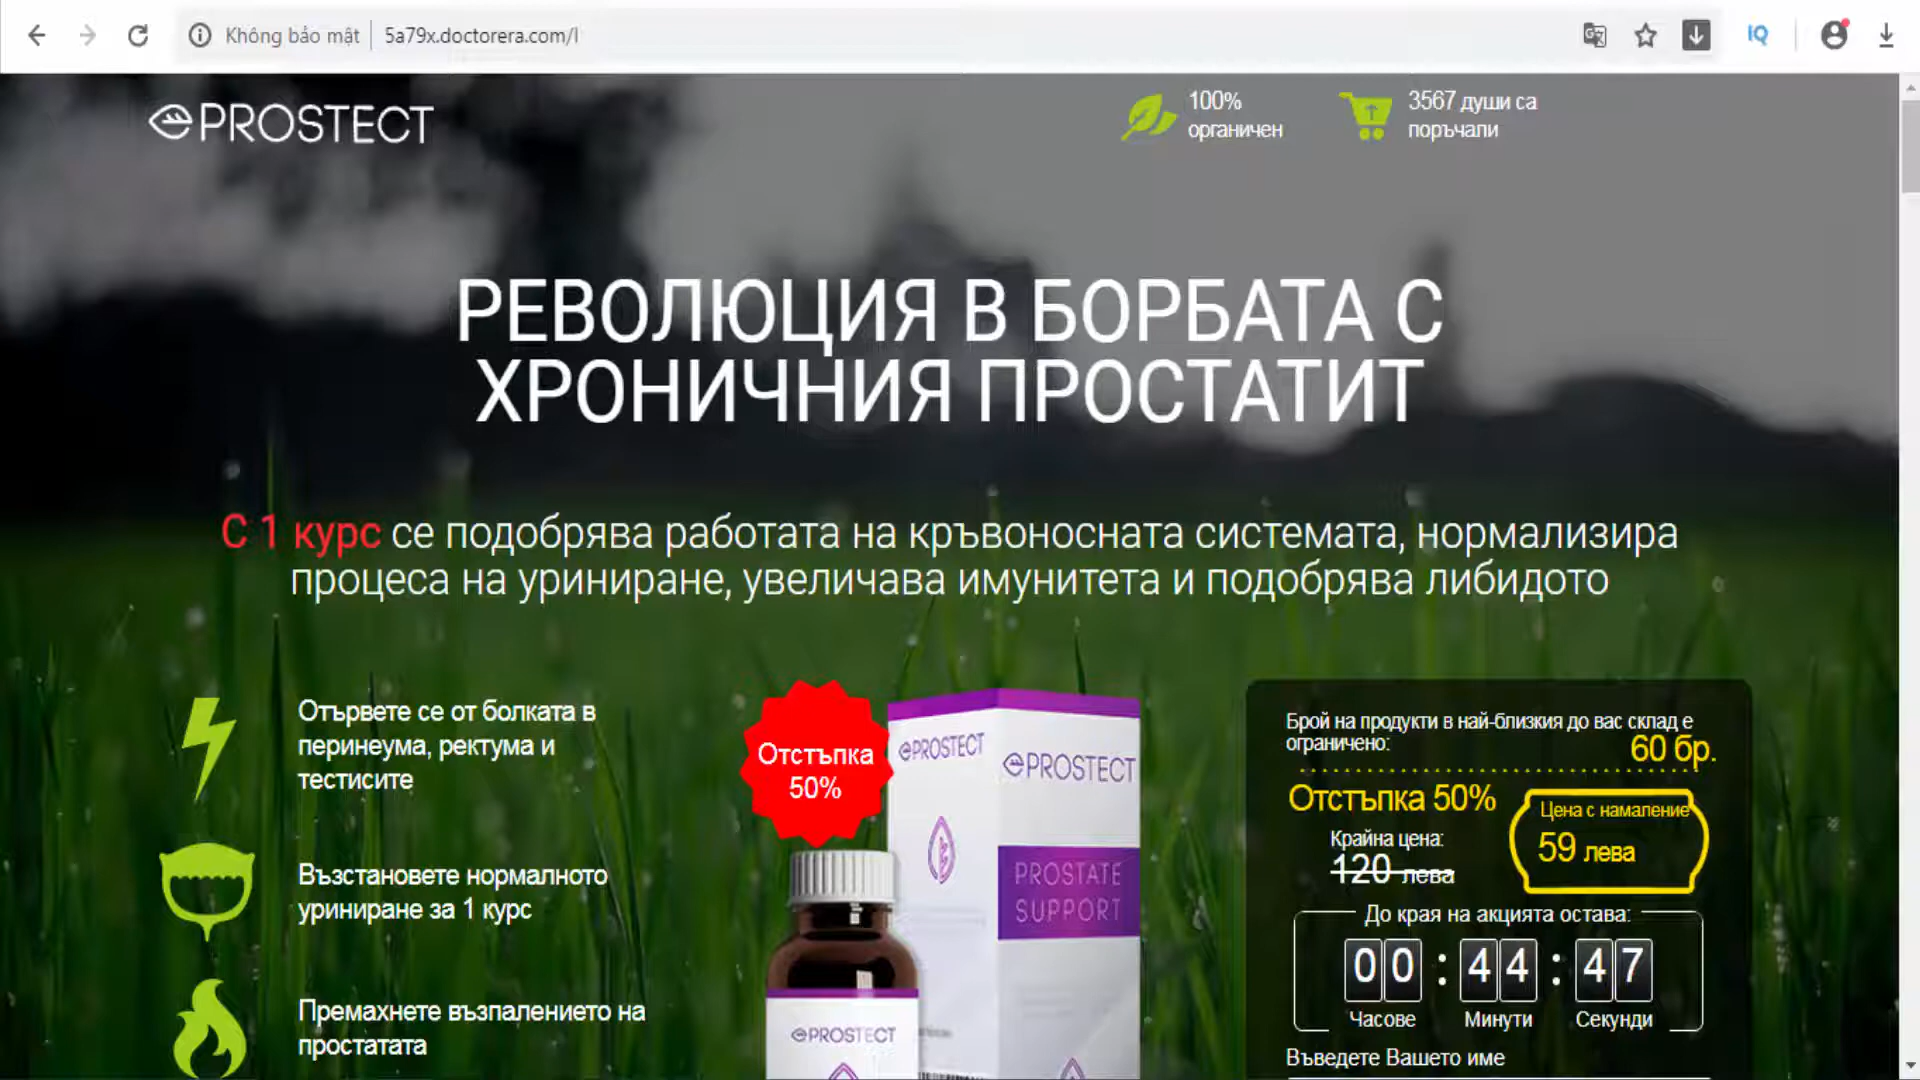 Không bảo mật
5a79x.doctorera.com/l
IQ
PROSTECT
100%
органичен
3567 души са
поръчали
РЕВОЛЮЦИЯ В БОРБАТА С
ХРОНИЧНИЯ ПРОСТАТИТ
С 1 курс се подобрява работата на кръвоносната системата, нормализира
процеса на уриниране, увеличава имунитета и подобрява либидото
Отървете се от болката в
перинеума, ректума и
тестисите
Възстановете нормалното
уриниране за 1 курс
Премахнете възпалението на
простатата
Отстъпка
50%
PROSTECT
PROSTECT
PROSTATE
SUPPORT
PROSTECT
Брой на продукти в най-близкия до вас склад е
ограничено:
60 бр.
Отстъпка 50%
Крайна цена:
120 лева
Цена с намаление
59 лева
До края на акцията остава:
00 : 44 : 47
Часове Минути Секунди
Въведете Вашето име